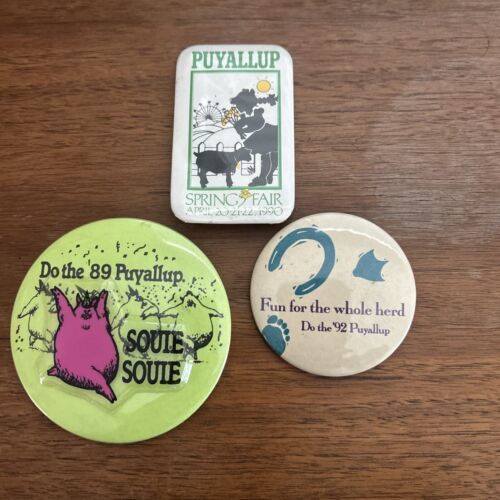 PUYALLUP
SPRING FAIR
APRIL 20·21·22, 1990
Do the '89 Puyallup.
SOUIE
SOUIE
Fun for the whole herd
Do the '92 Puyallup